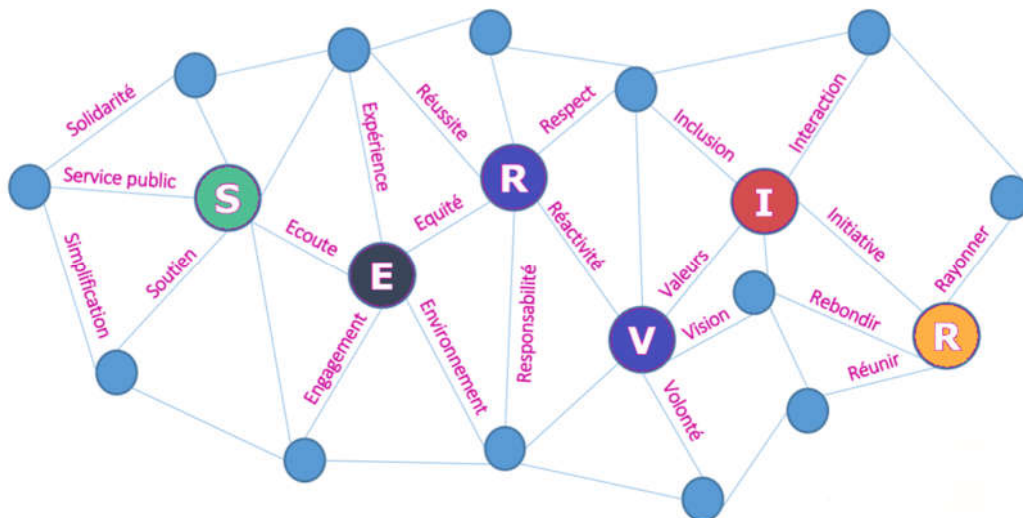 Solidarité
Service public
Simplification
Soutien
S
Ecoute
Expérience
Réussite
E
Equité
Engagement
Environnement
R
Respect
Réactivité
Responsabilité
V
Valeurs
Vision
Volonté
Inclusion
Interaction
I
Initiative
Rayonner
Rebondir
Réunir
R